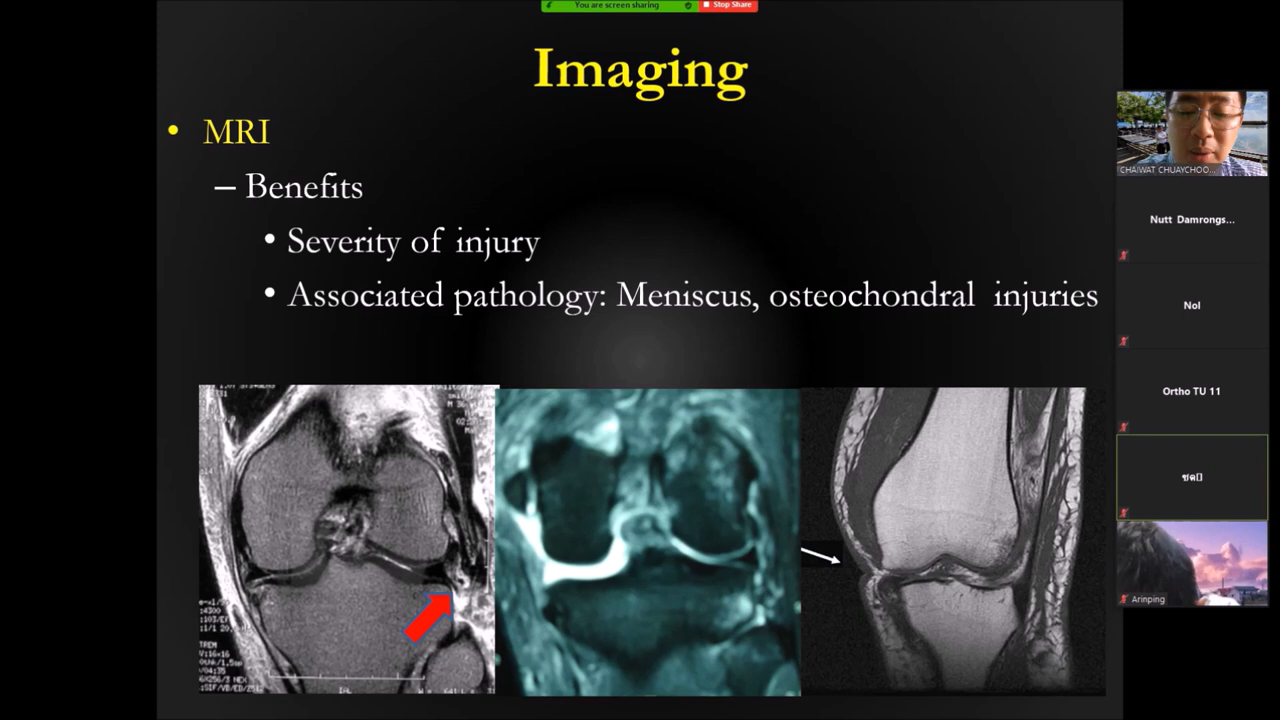 You are screen sharing
Stop Share
Imaging
• MRI
– Benefits
• Severity of injury
• Associated pathology: Meniscus, osteochondral injuries
CHAIWAT CHUAYCHOO...
Nutt Damrongs...
Nol
Ortho TU 11
Arinping